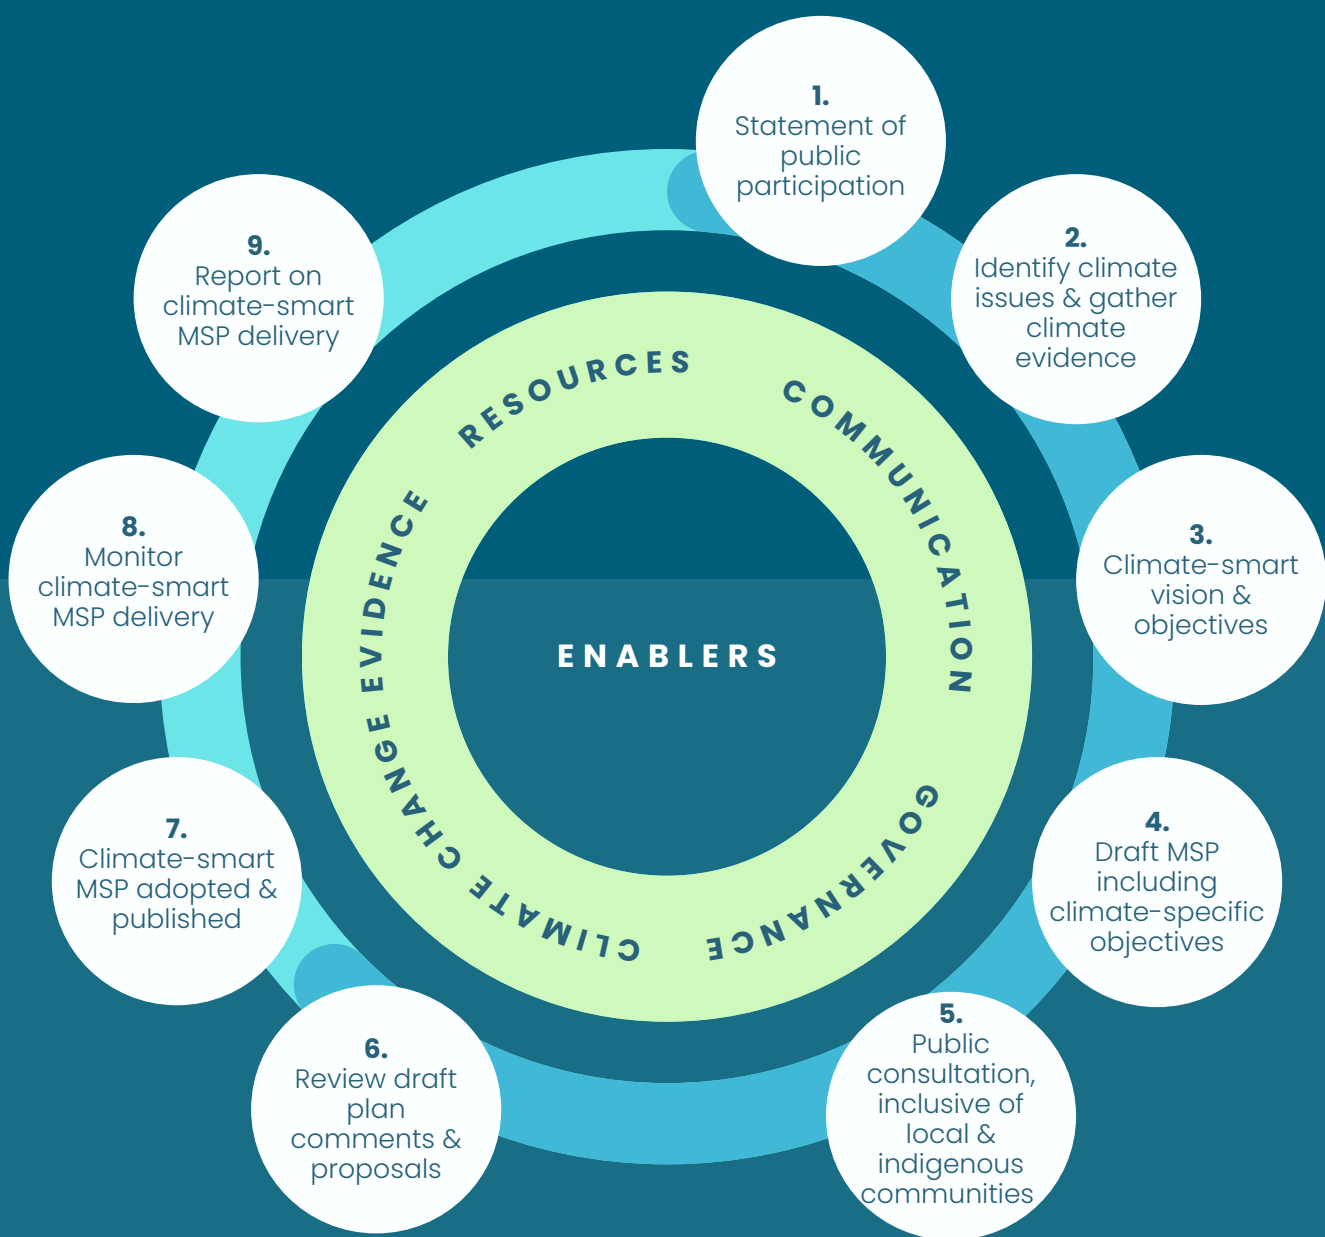 1.
Statement of
public
participation
2.
Identify climate
issues & gather
climate
evidence
3.
Climate-smart
vision &
objectives
4.
Draft MSP
including
climate-specific
objectives
5.
Public
consultation,
inclusive of
local &
indigenous
communities
6.
Review draft
plan
comments &
proposals
7.
Climate-smart
MSP adopted &
published
8.
Monitor
climate-smart
MSP delivery
9.
Report on
climate-smart
MSP delivery
RESOURCES
COMMUNICATION
GOVERNANCE
CLIMATE CHANGE EVIDENCE
ENABLERS